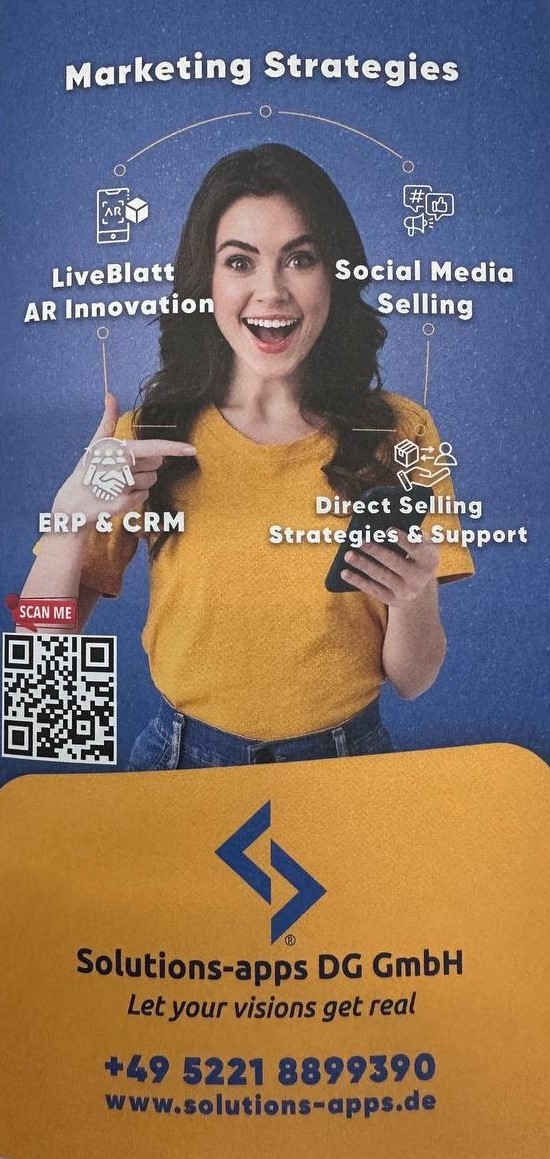 Marketing Strategies
AR
#
LiveBlatt
AR Innovation
Social Media
Selling
ERP & CRM
Direct Selling
Strategies & Support
SCAN ME
®
Solutions-apps DG GmbH
Let your visions get real
+49 5221 8899390
www.solutions-apps.de